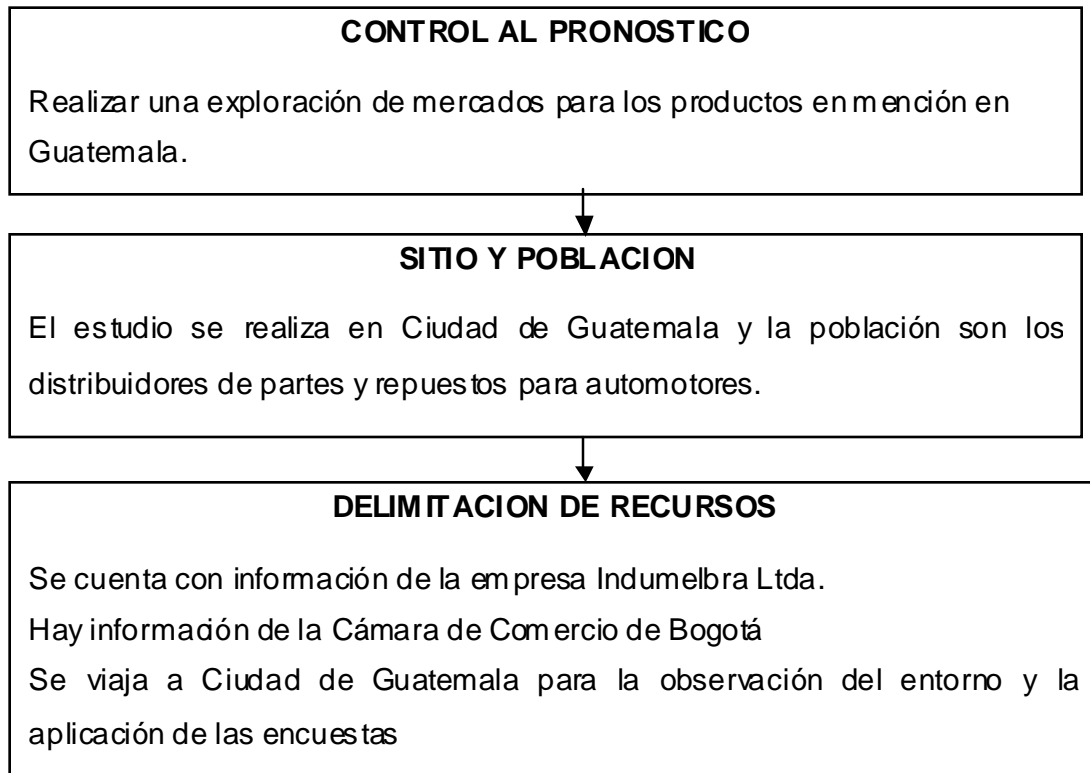 CONTROL AL PRONOSTICO
Realizar una exploración de mercados para los productos en mención en
Guatemala.
SITIO Y POBLACION
El estudio se realiza en Ciudad de Guatemala y la población son los
distribuidores de partes y repuestos para automotores.
DELIMITACION DE RECURSOS
Se cuenta con información de la empresa Indumelbra Ltda.
Hay información de la Cámara de Comercio de Bogotá
Se viaja a Ciudad de Guatemala para la observación del entorno y la
aplicación de las encuestas